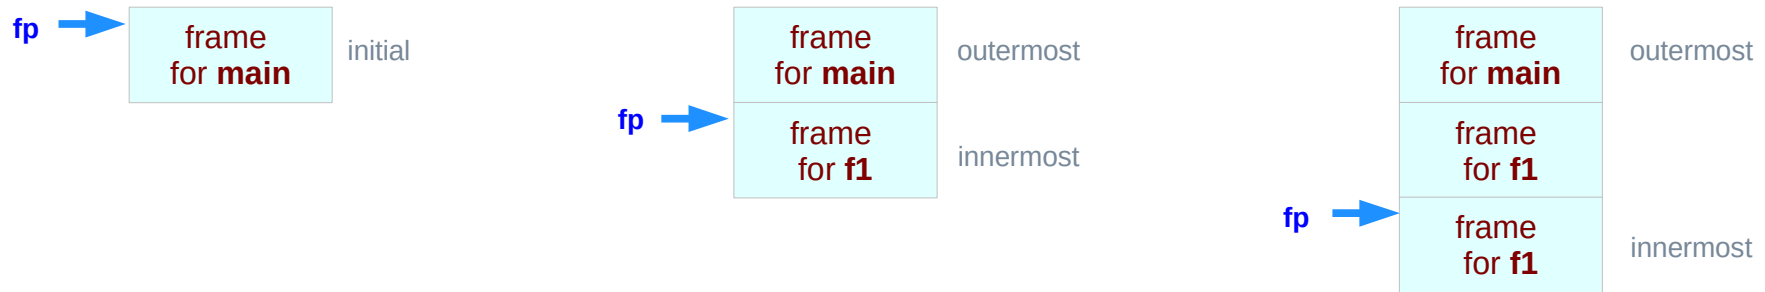 fp
frame
for main
initial
frame
for main
outermost
fp
frame
for f1
innermost
frame
for main
outermost
frame
for f1
fp
frame
for f1
innermost